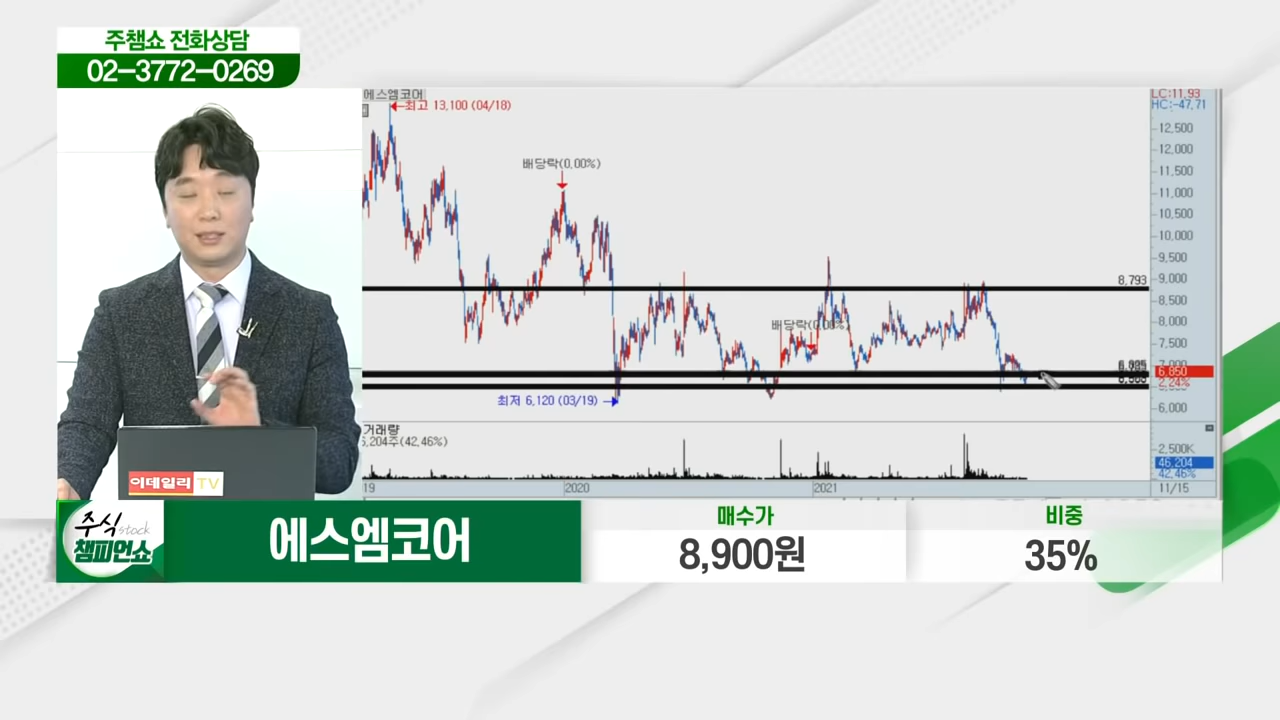 주챔쇼 전화상담
02-3772-0269
에스엠코어
최고 13,100 (04/18)
LC:11,93
HC:-47,71
배당락(0,00%)
12,500
12,000
11,500
11,000
10,500
10,000
9,500
9,000
8,793
8,500
8,000
배당락(0,00%)
7,500
7,000
6,850
2,24%
최저 6,120 (03/19)
6,000
거래량
6,204주(42,46%)
2,500K
46,204
42,46%
19
2020
2021
11/15
이데일리 TV
주식 stock
챔피언쇼
에스엠코어
매수가
8,900원
비중
35%